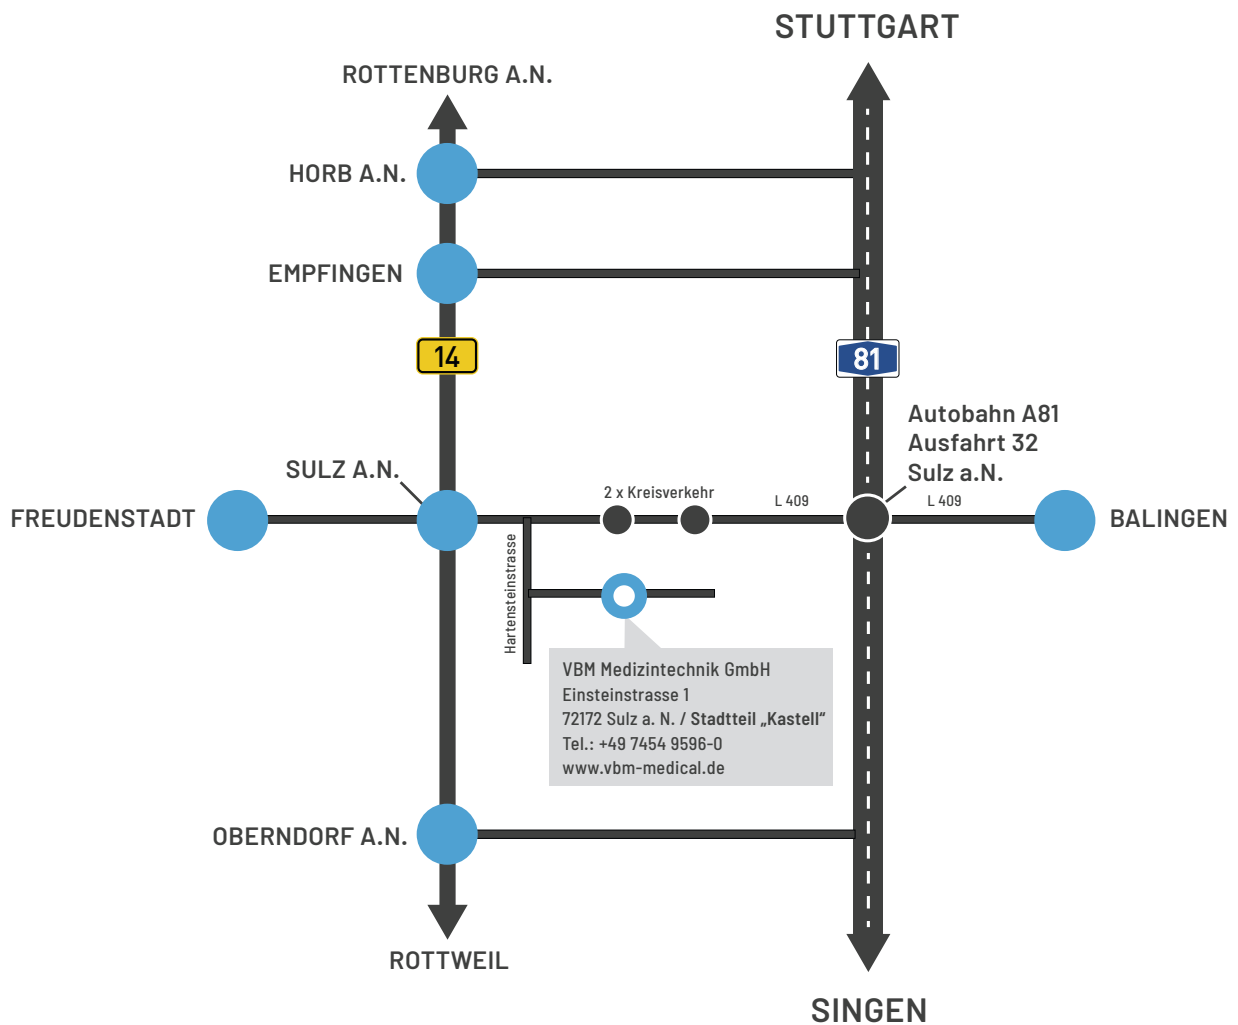 STUTTGART
ROTTENBURG A.N.
HORB A.N.
EMPFINGEN
14
81
Autobahn A81
Ausfahrt 32
Sulz a.N.
SULZ A.N.
2 x Kreisverkehr
L 409
L 409
FREUDENSTADT
BALINGEN
Hartensteinstrasse
VBM Medizintechnik GmbH
Einsteinstrasse 1
72172 Sulz a. N. / Stadtteil „Kastell“
Tel.: +49 7454 9596-0
www.vbm-medical.de
OBERNDORF A.N.
ROTTWEIL
SINGEN